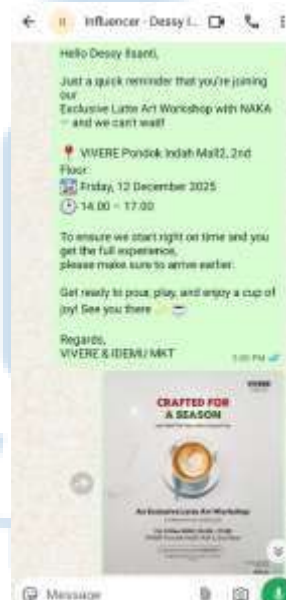 Influencer - Dessy I...
Hello Dessy Ilsanti,
Just a quick reminder that you're joining
our
Exclusive Latte Art Workshop with NAKA
– and we can't wait!
📍 VIVERE Pondok Indah Mall2, 2nd
Floor
📅 Friday, 12 December 2025
🕑 14.00 – 17.00
To ensure we start right on time and you
get the full experience,
please make sure to arrive earlier.
Get ready to pour, play, and enjoy a cup of
joy! See you there ✨ ☕
Regards,
VIVERE & IDEMU MKT
VIVERE
CRAFTED FOR
A SEASON
An Exclusive Latte Art Workshop
Message